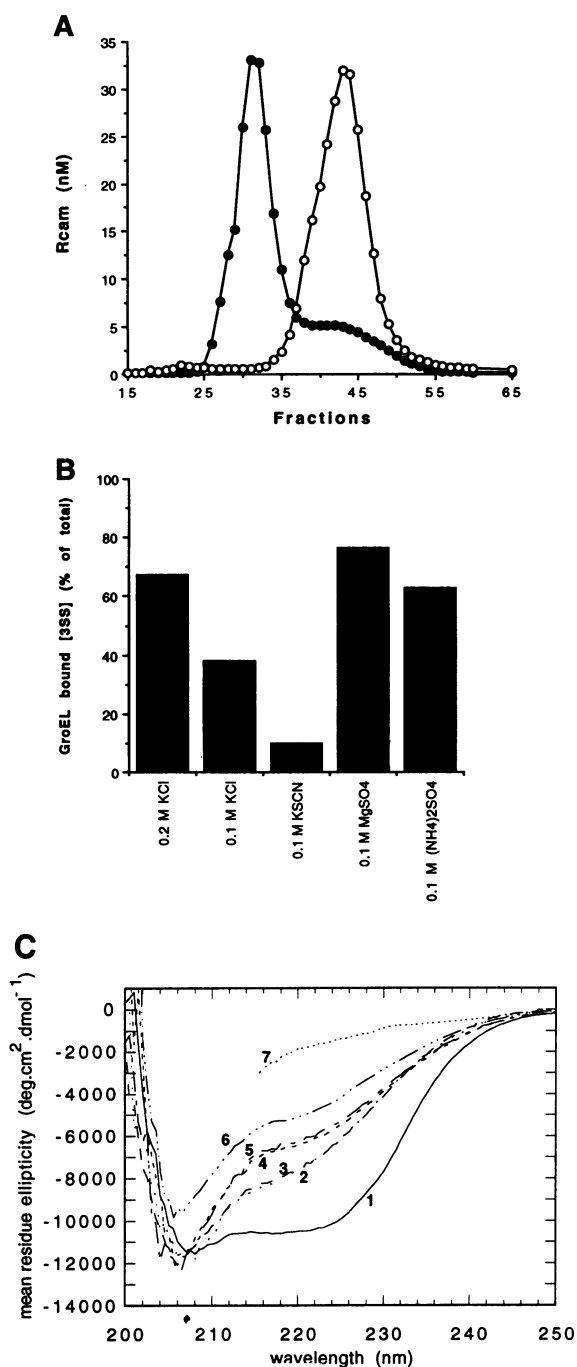 A
Rcam (nM)
35
30
25
20
15
10
5
0
15 25 35 45 55 65
Fractions
B
GroEL bound [3SS] (% of total)
100
80
60
40
20
0
0.2 M KCl
0.1 M KCl
0.1 M KSCN
0.1 M MgSO4
0.1 M (NH4)2SO4
C
mean residue ellipticity (deg.cm2.dmol-1)
0
-2000
-4000
-6000
-8000
-10000
-12000
-14000
7
6
5
4
3
2
1
200 210 220 230 240 250
wavelength (nm)